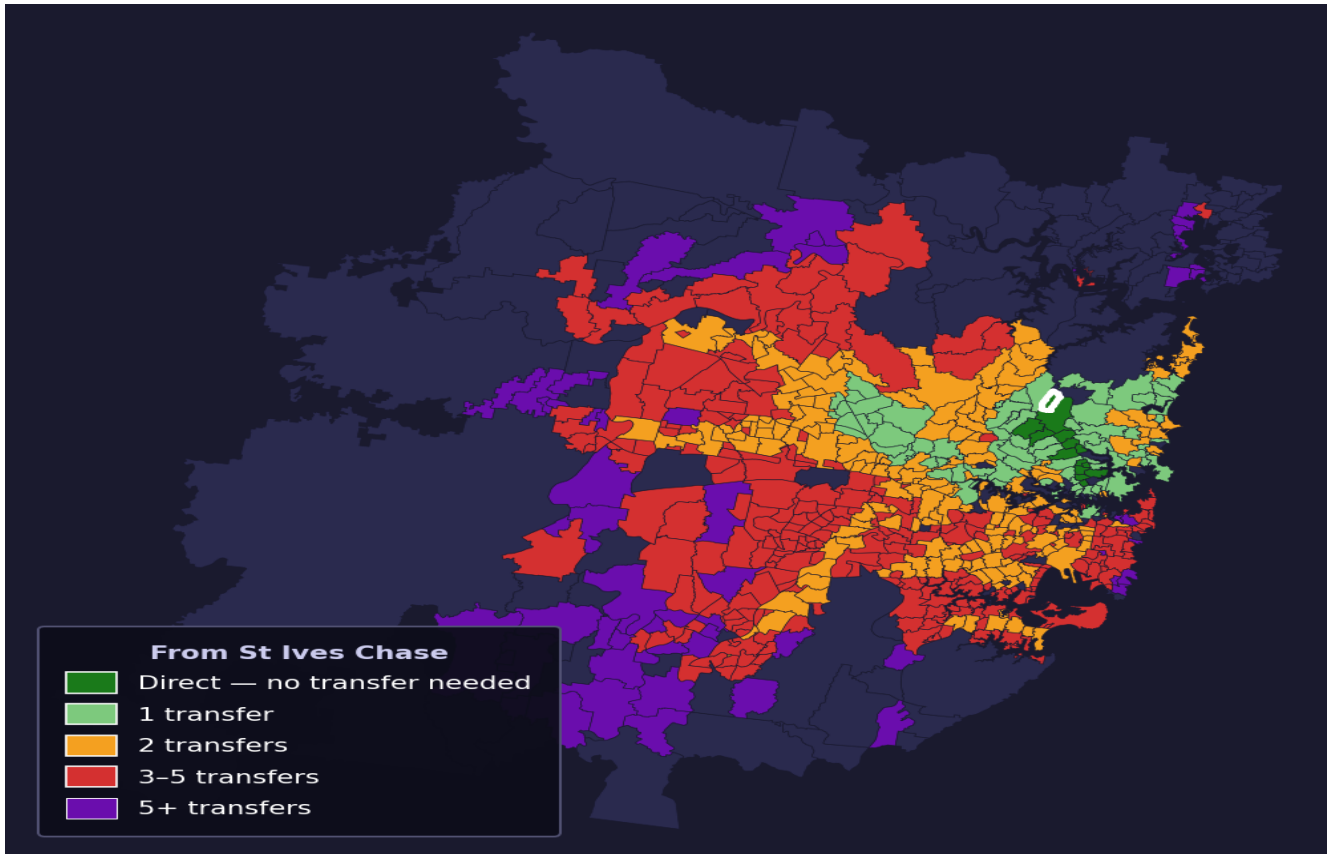 From St Ives Chase
Direct — no transfer needed
1 transfer
2 transfers
3–5 transfers
5+ transfers